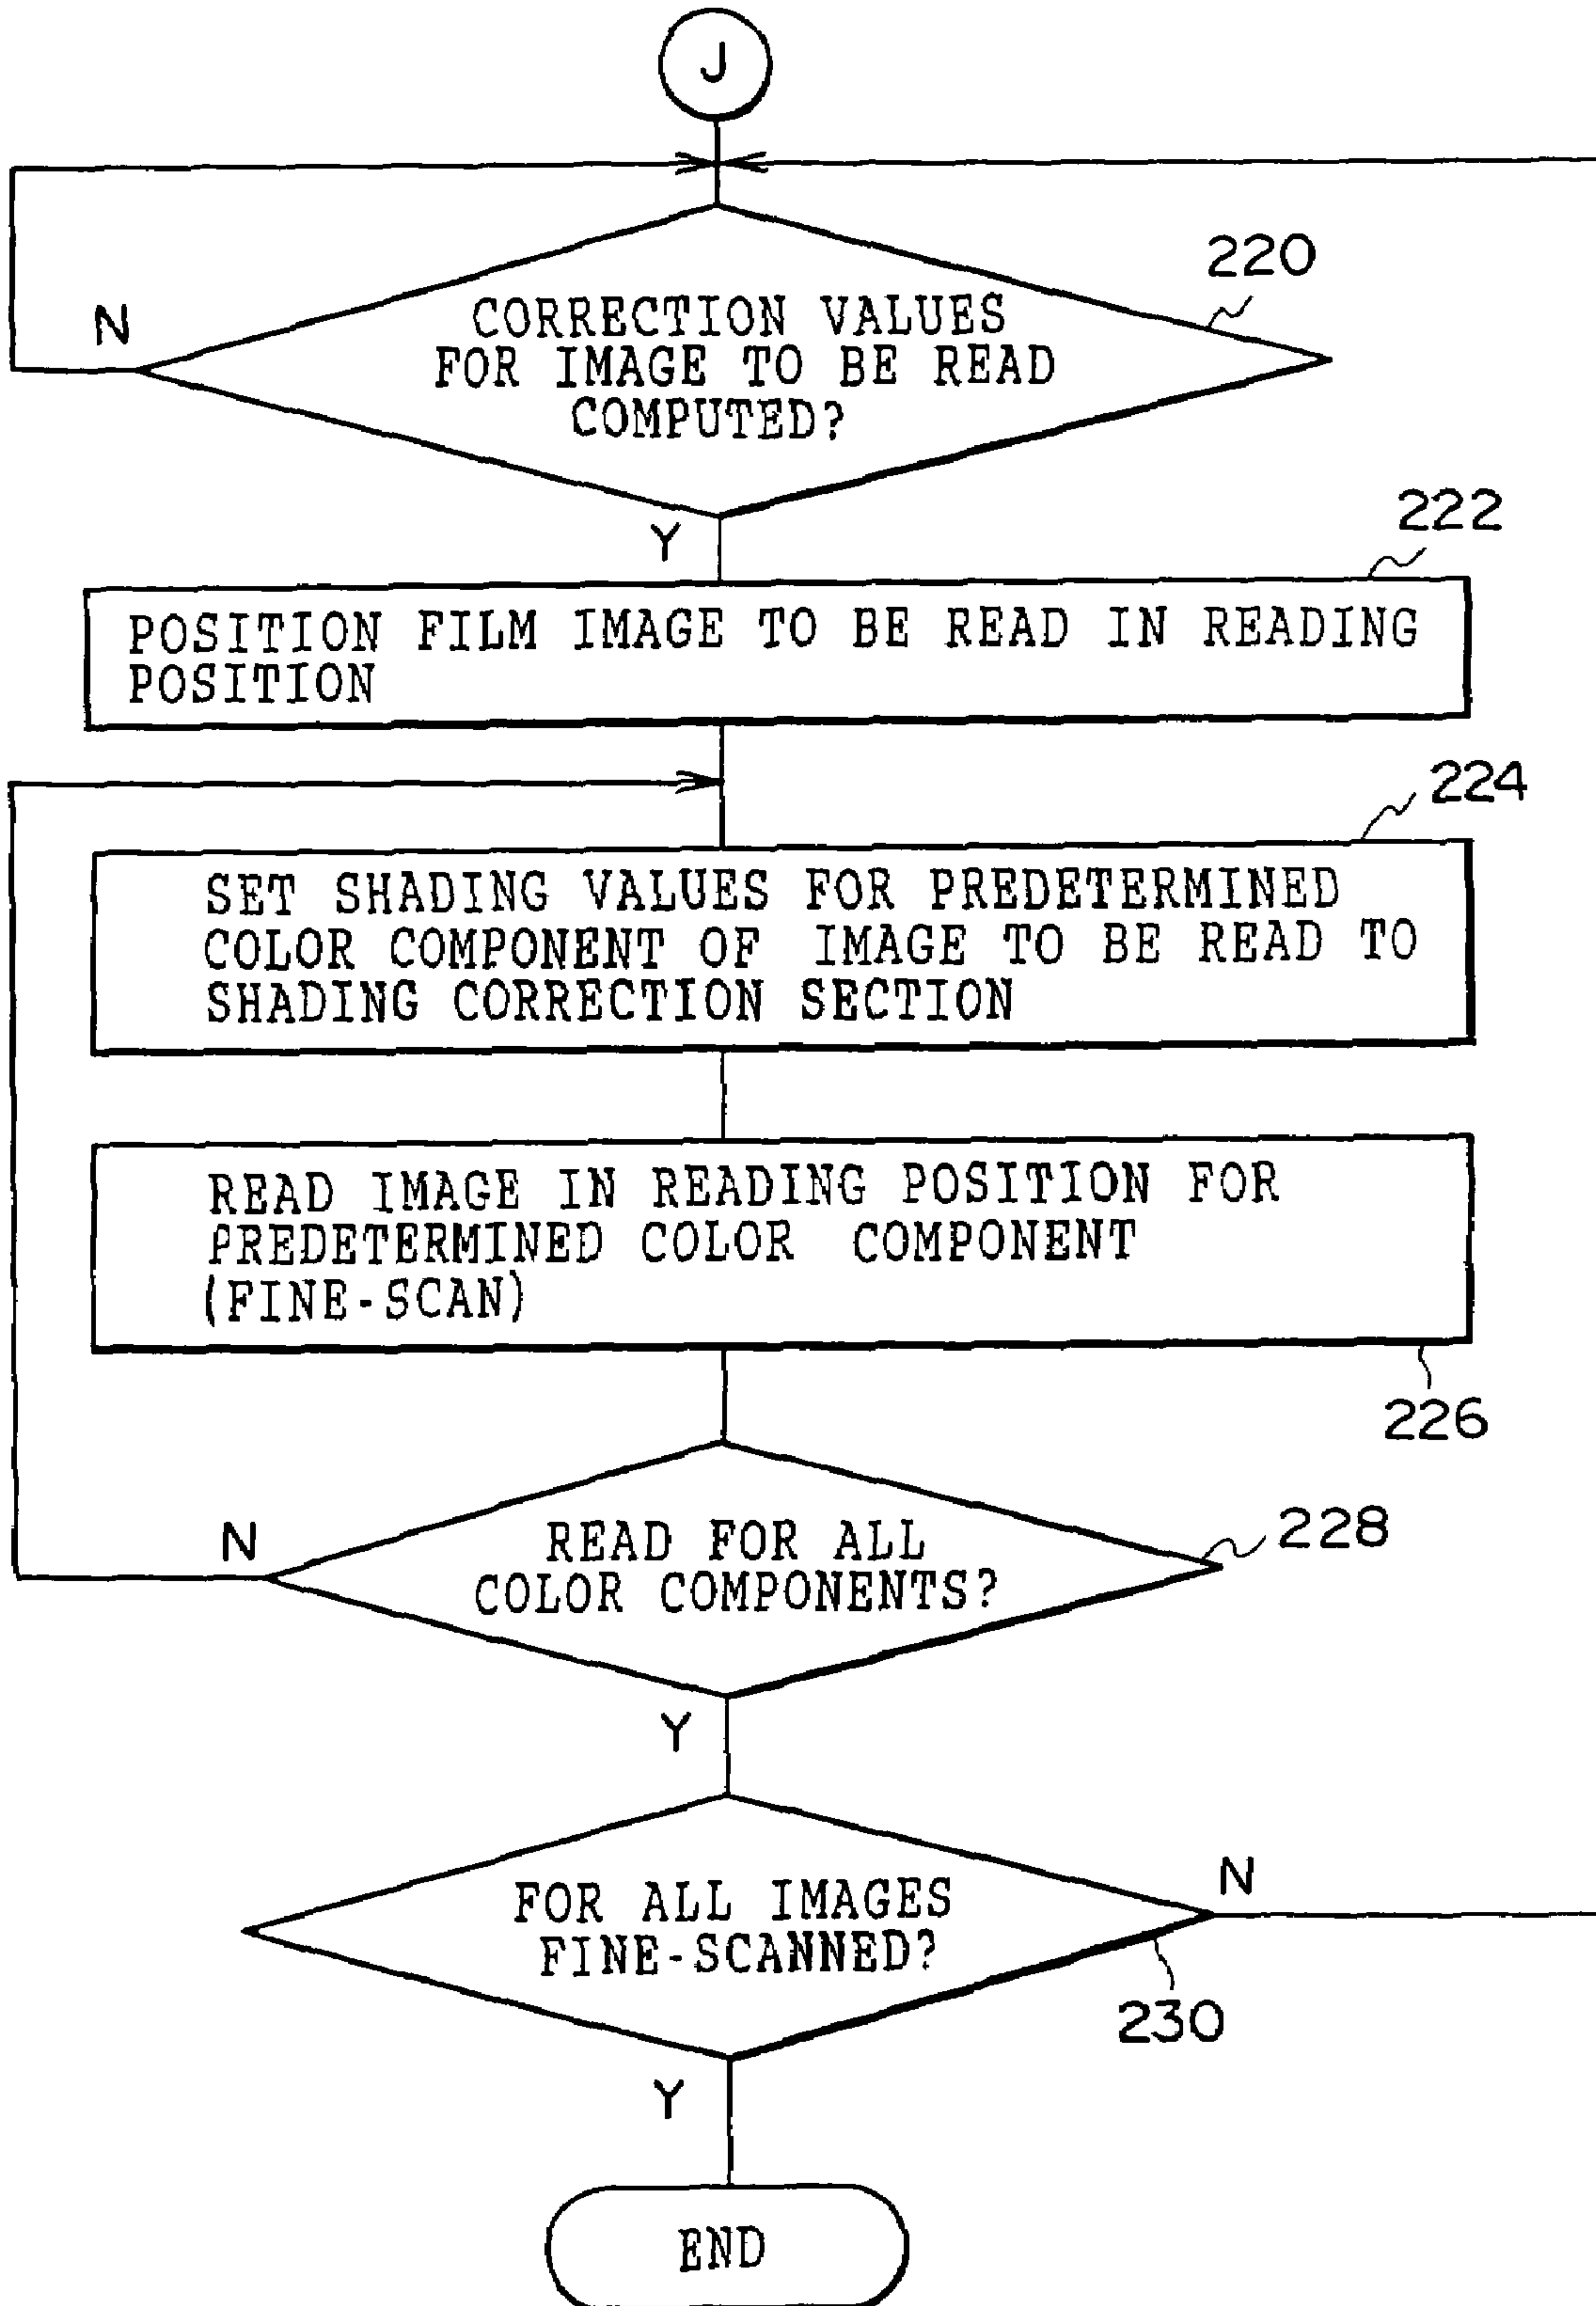 J
220
N
CORRECTION VALUES
FOR IMAGE TO BE READ
COMPUTED?
222
Y
POSITION FILM IMAGE TO BE READ IN READING
POSITION
224
SET SHADING VALUES FOR PREDETERMINED
COLOR COMPONENT OF IMAGE TO BE READ TO
SHADING CORRECTION SECTION
READ IMAGE IN READING POSITION FOR
PREDETERMINED COLOR COMPONENT
(FINE-SCAN)
226
N
READ FOR ALL
COLOR COMPONENTS?
228
Y
N
FOR ALL IMAGES
FINE-SCANNED?
230
Y
END